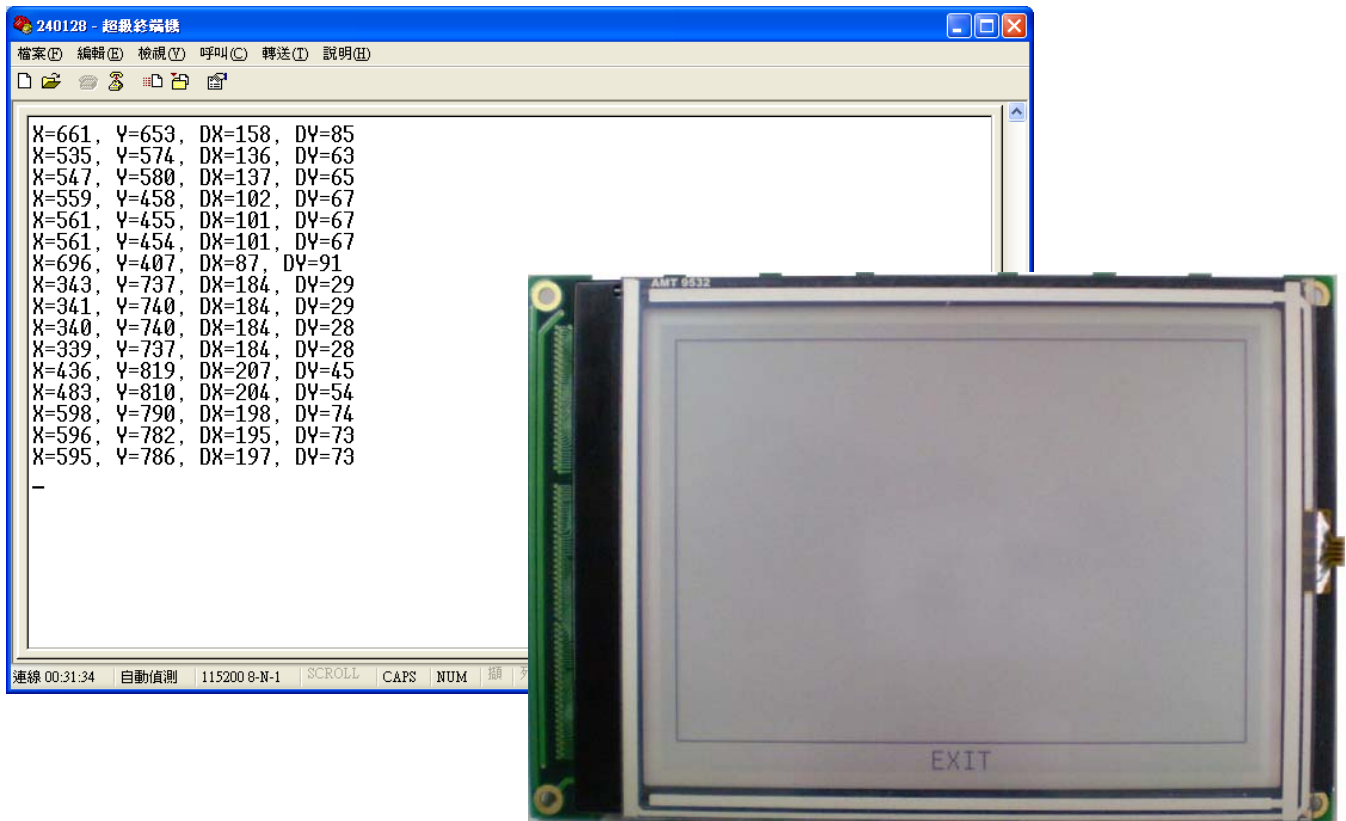 240128 - 超級終端機
檔案(F) 編輯(E) 檢視(V) 呼叫(C) 轉送(T) 說明(H)
X=661, Y=653, DX=158, DY=85
X=535, Y=574, DX=136, DY=63
X=547, Y=580, DX=137, DY=65
X=559, Y=458, DX=102, DY=67
X=561, Y=455, DX=101, DY=67
X=561, Y=454, DX=101, DY=67
X=696, Y=407, DX=87, DY=91
X=343, Y=737, DX=184, DY=29
X=341, Y=740, DX=184, DY=29
X=340, Y=740, DX=184, DY=28
X=339, Y=737, DX=184, DY=28
X=436, Y=819, DX=207, DY=45
X=483, Y=810, DX=204, DY=54
X=598, Y=790, DX=198, DY=74
X=596, Y=782, DX=195, DY=73
X=595, Y=786, DX=197, DY=73
_
連線 00:31:34 自動偵測 115200 8-N-1 SCROLL CAPS NUM 擷
AMT 9532
EXIT